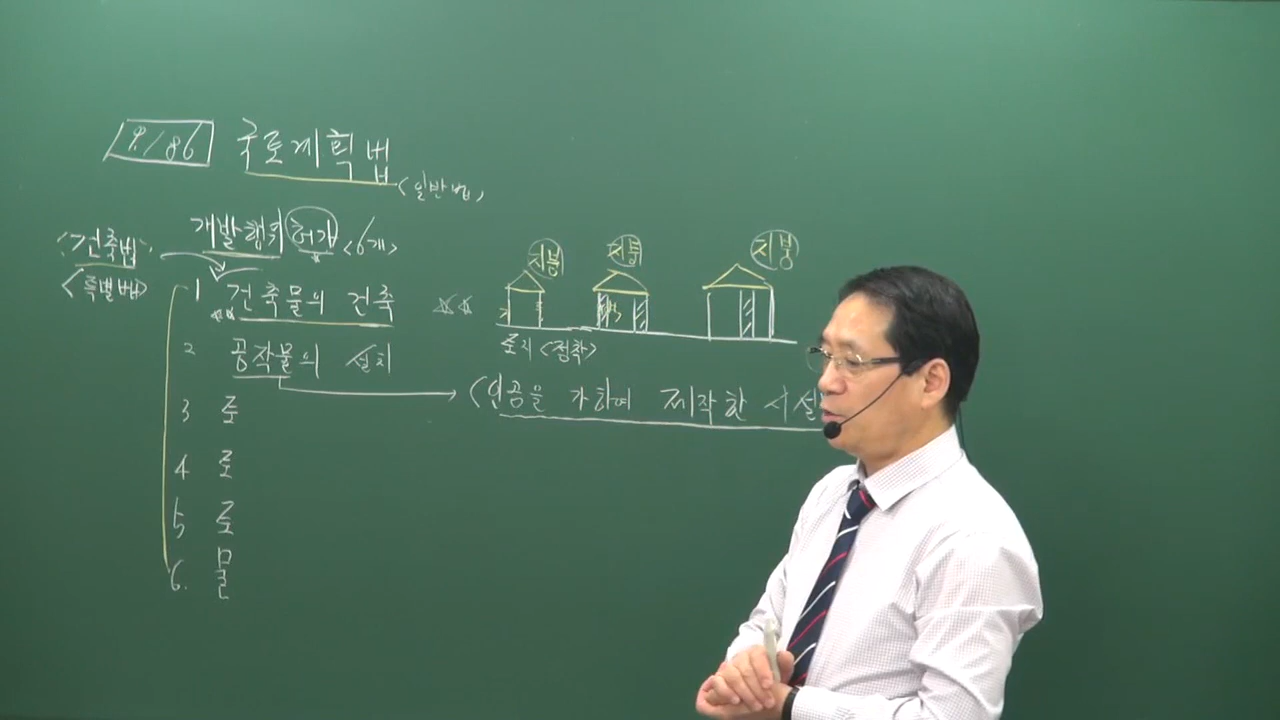 P./86 국토계획법
<일반법>
<건축법>
<특별법>
개발행위 허가 <6개>
1 건축물의 건축
2 공작물의 설치
3 토
4 토
5 토
6. 물
지붕 지붕 지붕
토지 <정착>
(인공을 가하여 제작한 시설